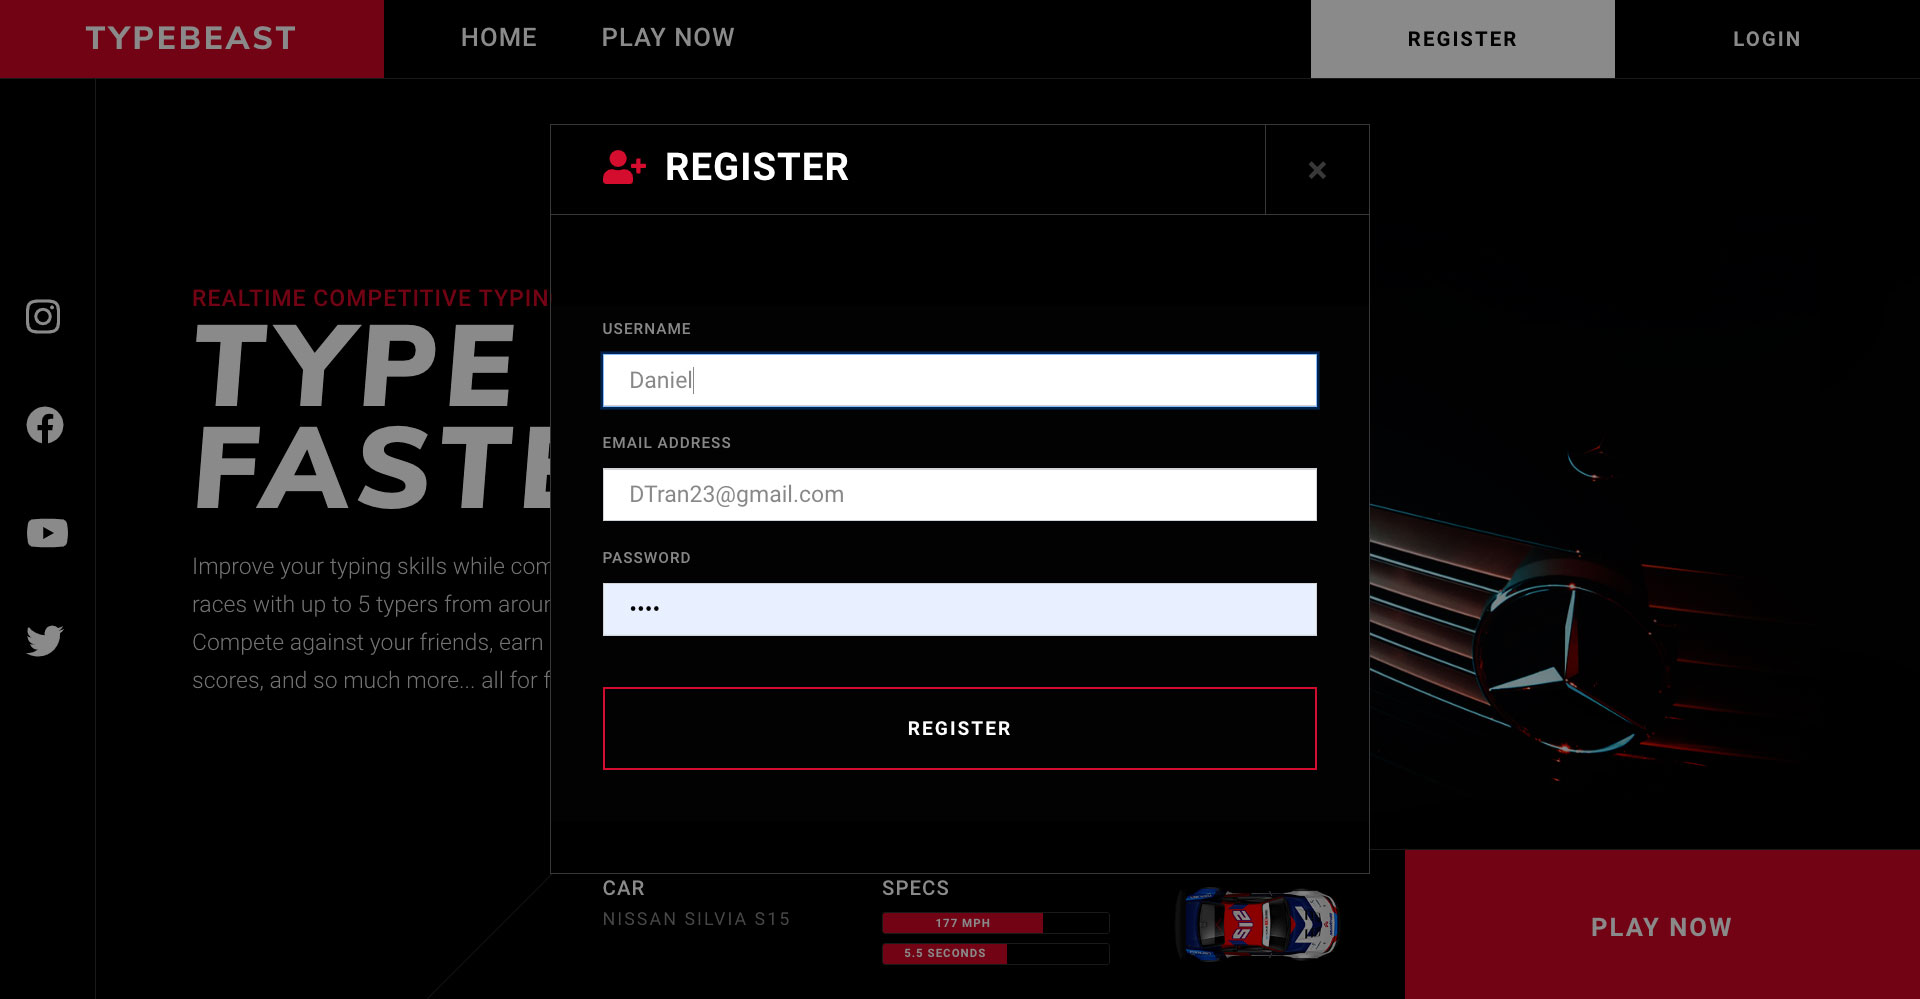 TYPEBEAST
HOME
PLAY NOW
REGISTER
LOGIN
REGISTER
REALTIME COMPETITIVE TYPIN
TYPE
FASTE
Improve your typing skills while com
races with up to 5 typers from aroun
Compete against your friends, earn
scores, and so much more... all for f
USERNAME
Daniel
EMAIL ADDRESS
DTran23@gmail.com
PASSWORD
••••
REGISTER
CAR
NISSAN SILVIA S15
SPECS
177 MPH
5.5 SECONDS
S15
PLAY NOW